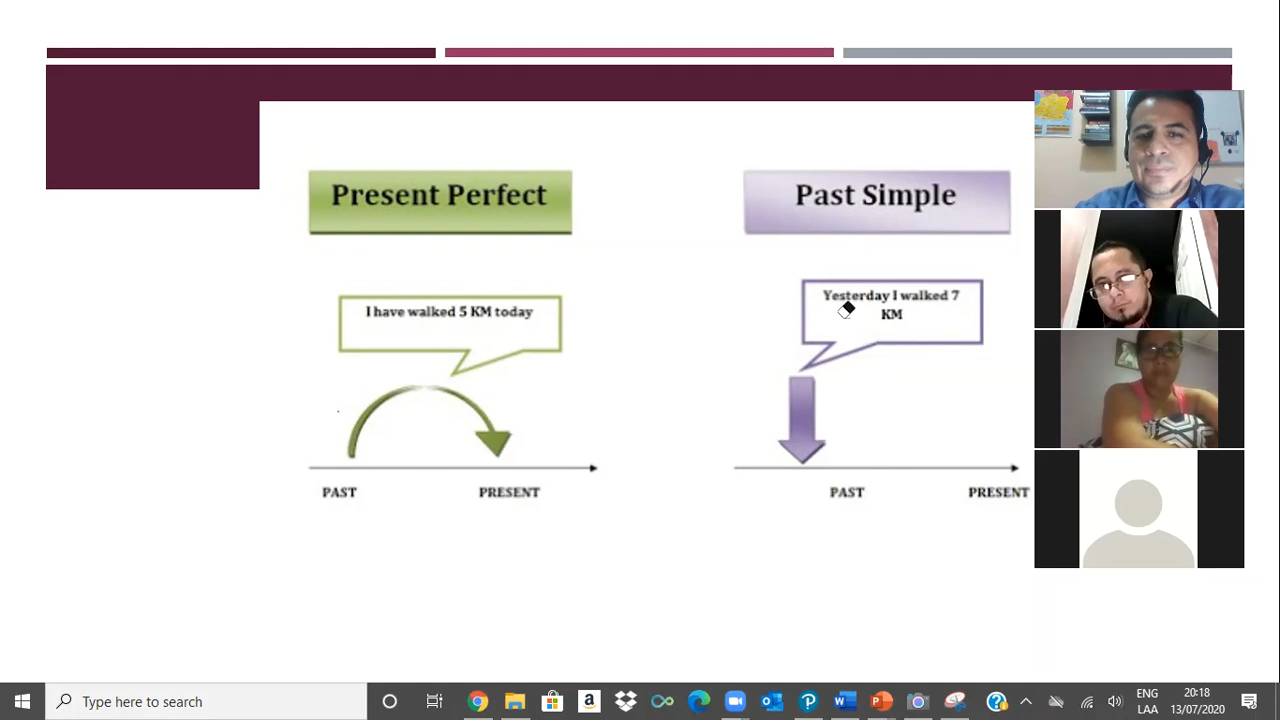 Present Perfect
Past Simple
I have walked 5 KM today
Yesterday I walked 7
KM
PAST
PRESENT
PAST
PRESENT
Type here to search
ENG
LAA
20:18
13/07/2020